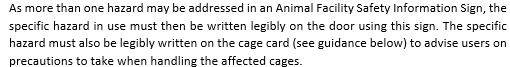 As more than one hazard may be addressed in an Animal Facility Safety Information Sign, the
specific hazard in use must then be written legibly on the door using this sign. The specific
hazard must also be legibly written on the cage card (see guidance below) to advise users on
precautions to take when handling the affected cages.